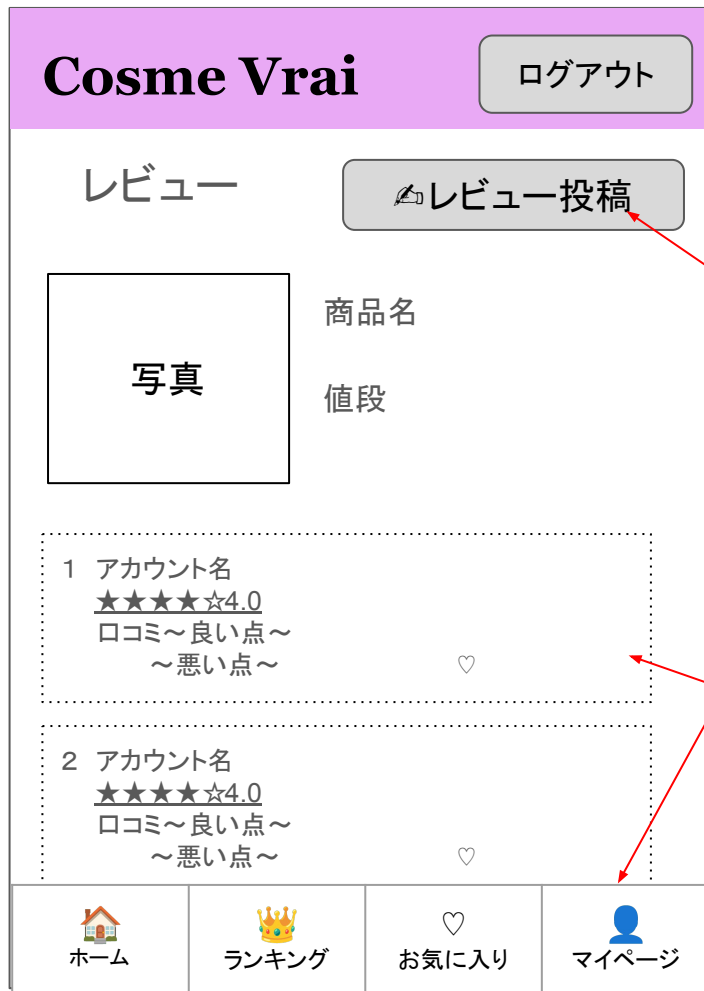 Cosme Vrai
ログアウト
レビュー
✍レビュー投稿
写真
商品名
値段
1 アカウント名
★★★★☆4.0
口コミ～良い点～
～悪い点～ ♡
2 アカウント名
★★★★☆4.0
口コミ～良い点～
～悪い点～ ♡
ホーム
ランキング
♡
お気に入り
マイページ